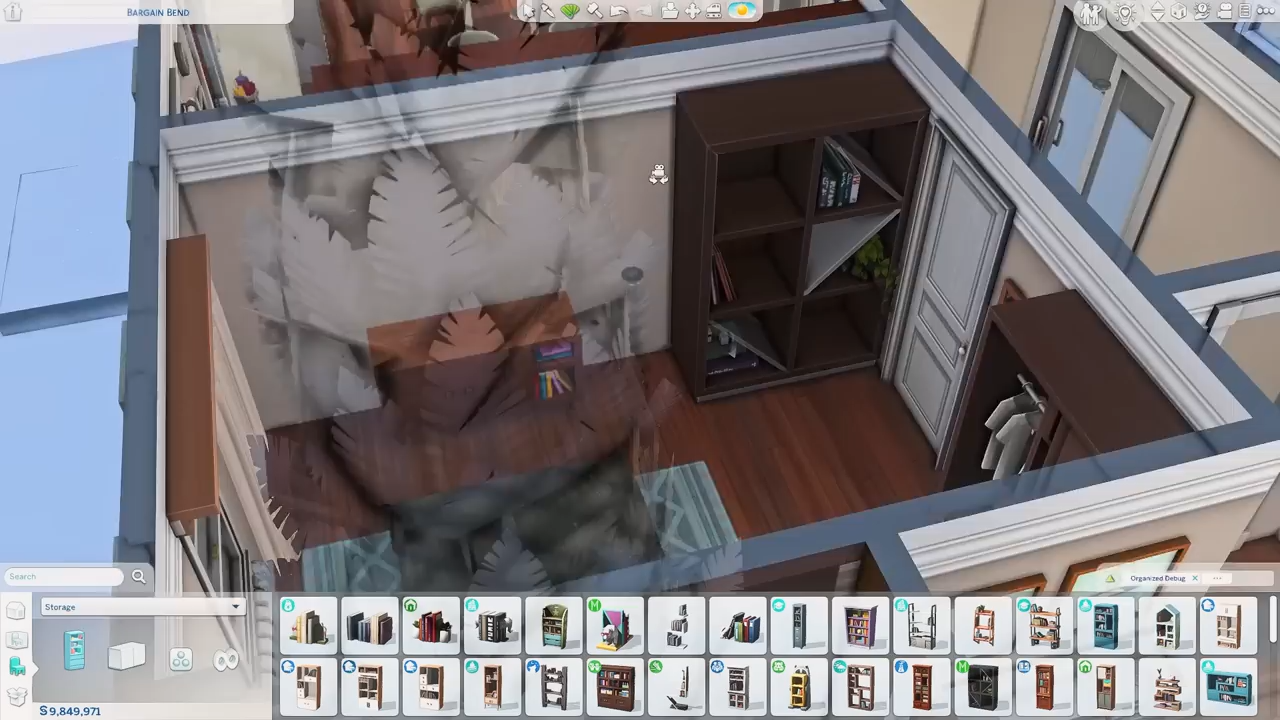 BARGAIN BEND
Search
Organized Debug
Storage
$9,849,971